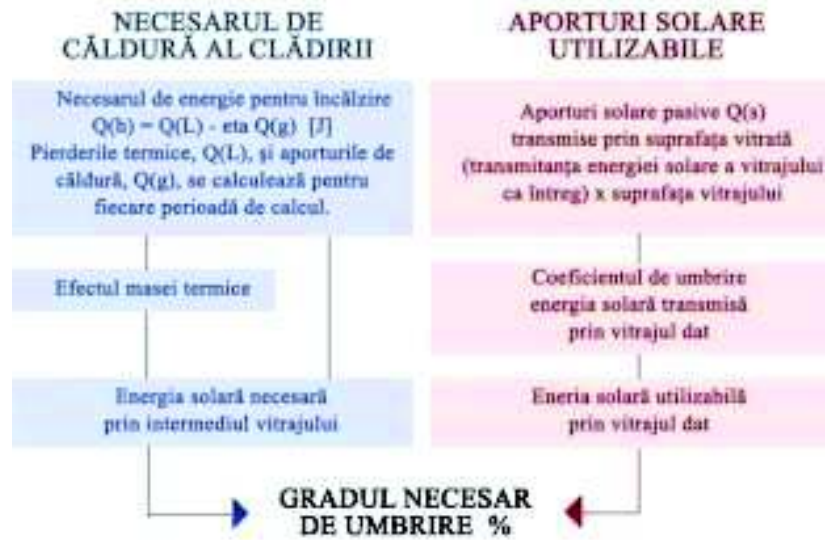 NECESARUL DE
CĂLDURĂ AL CLĂDIRII
Necesarul de energie pentru încălzire
Q(h) = Q(L) - eta Q(g) [J]
Pierderile termice, Q(L), și aporturile de
căldură, Q(g), se calculează pentru
fiecare perioadă de calcul.
Efectul masei termice
Energia solară necesară
prin intermediul vitrajului
APORTURI SOLARE
UTILIZABILE
Aporturi solare pasive Q(s)
transmise prin suprafața vitrată
(transmitanța energiei solare a vitrajului
ca întreg) x suprafața vitrajului
Coeficientul de umbrire
energia solară transmisă
prin vitrajul dat
Eneria solară utilizabilă
prin vitrajul dat
GRADUL NECESAR
DE UMBRIRE %